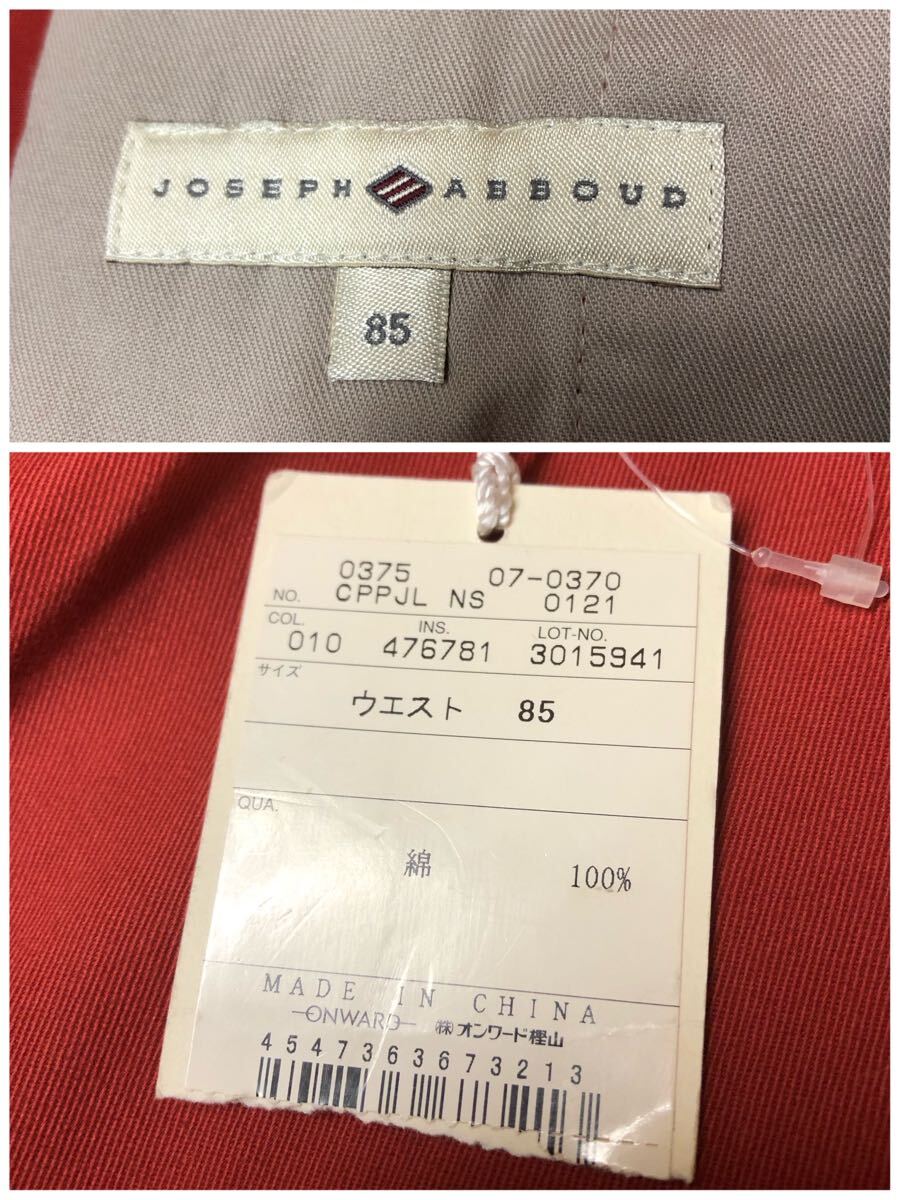 JOSEPH ABBOUD
85
0375 07-0370
NO. CPPJL NS 0121
COL. INS. LOT-NO.
010 476781 3015941
サイズ
ウエスト 85
QUA.
綿 100%
MADE IN CHINA
ONWARD ㈱オンワード樫山
4547363673213